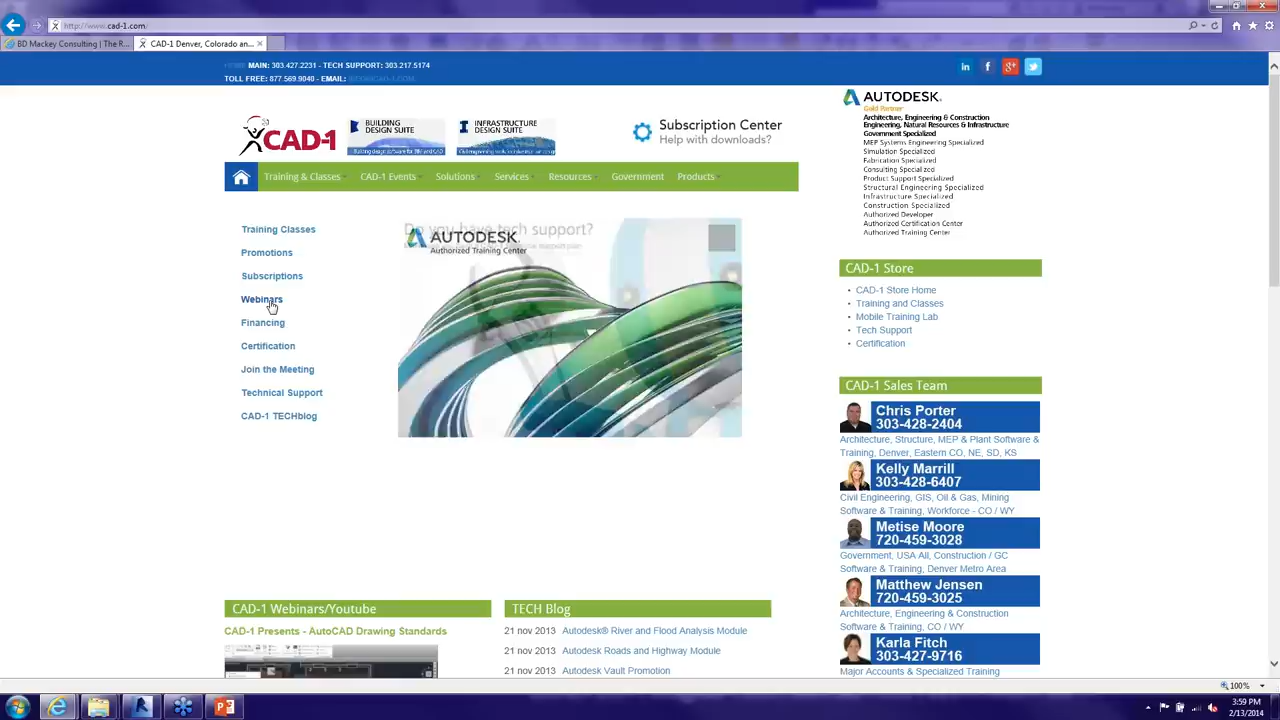 http://www.cad-1.com
BD Mackey Consulting | The R...
CAD-1 Denver, Colorado an...
MAIN: 303.427.2231 - TECH SUPPORT: 303.217.5174
TOLL FREE: 877.569.9040 - EMAIL:
CAD-1
BUILDING
DESIGN SUITE
INFRASTRUCTURE
DESIGN SUITE
Subscription Center
Help with downloads?
AUTODESK.
Gold Partner
Architecture, Engineering & Construction
Engineering, Natural Resources & Infrastructure
Government Specialized
MEP Systems Engineering Specialized
Simulation Specialized
Fabrication Specialized
Consulting Specialized
Product Support Specialized
Structural Engineering Specialized
Infrastructure Specialized
Construction Specialized
Authorized Developer
Authorized Certification Center
Authorized Training Center
Training & Classes
CAD-1 Events
Solutions
Services
Resources
Government
Products
Training Classes
Promotions
Subscriptions
Webinars
Financing
Certification
Join the Meeting
Technical Support
CAD-1 TECHblog
Do you have tech support?
AUTODESK.
Authorized Training Center
CAD-1 Store
• CAD-1 Store Home
• Training and Classes
• Mobile Training Lab
• Tech Support
• Certification
CAD-1 Sales Team
Chris Porter
303-428-2404
Architecture, Structure, MEP & Plant Software &
Training, Denver, Eastern CO, NE, SD, KS
Kelly Marrill
303-428-6407
Civil Engineering, GIS, Oil & Gas, Mining
Software & Training, Workforce - CO / WY
Metise Moore
720-459-3028
Government, USA All, Construction / GC
Software & Training, Denver Metro Area
Matthew Jensen
720-459-3025
Architecture, Engineering & Construction
Software & Training, CO / WY
Karla Fitch
303-427-9716
Major Accounts & Specialized Training
CAD-1 Webinars/Youtube
CAD-1 Presents - AutoCAD Drawing Standards
TECH Blog
21 nov 2013 Autodesk® River and Flood Analysis Module
21 nov 2013 Autodesk Roads and Highway Module
21 nov 2013 Autodesk Vault Promotion
100%
3:59 PM
2/13/2014